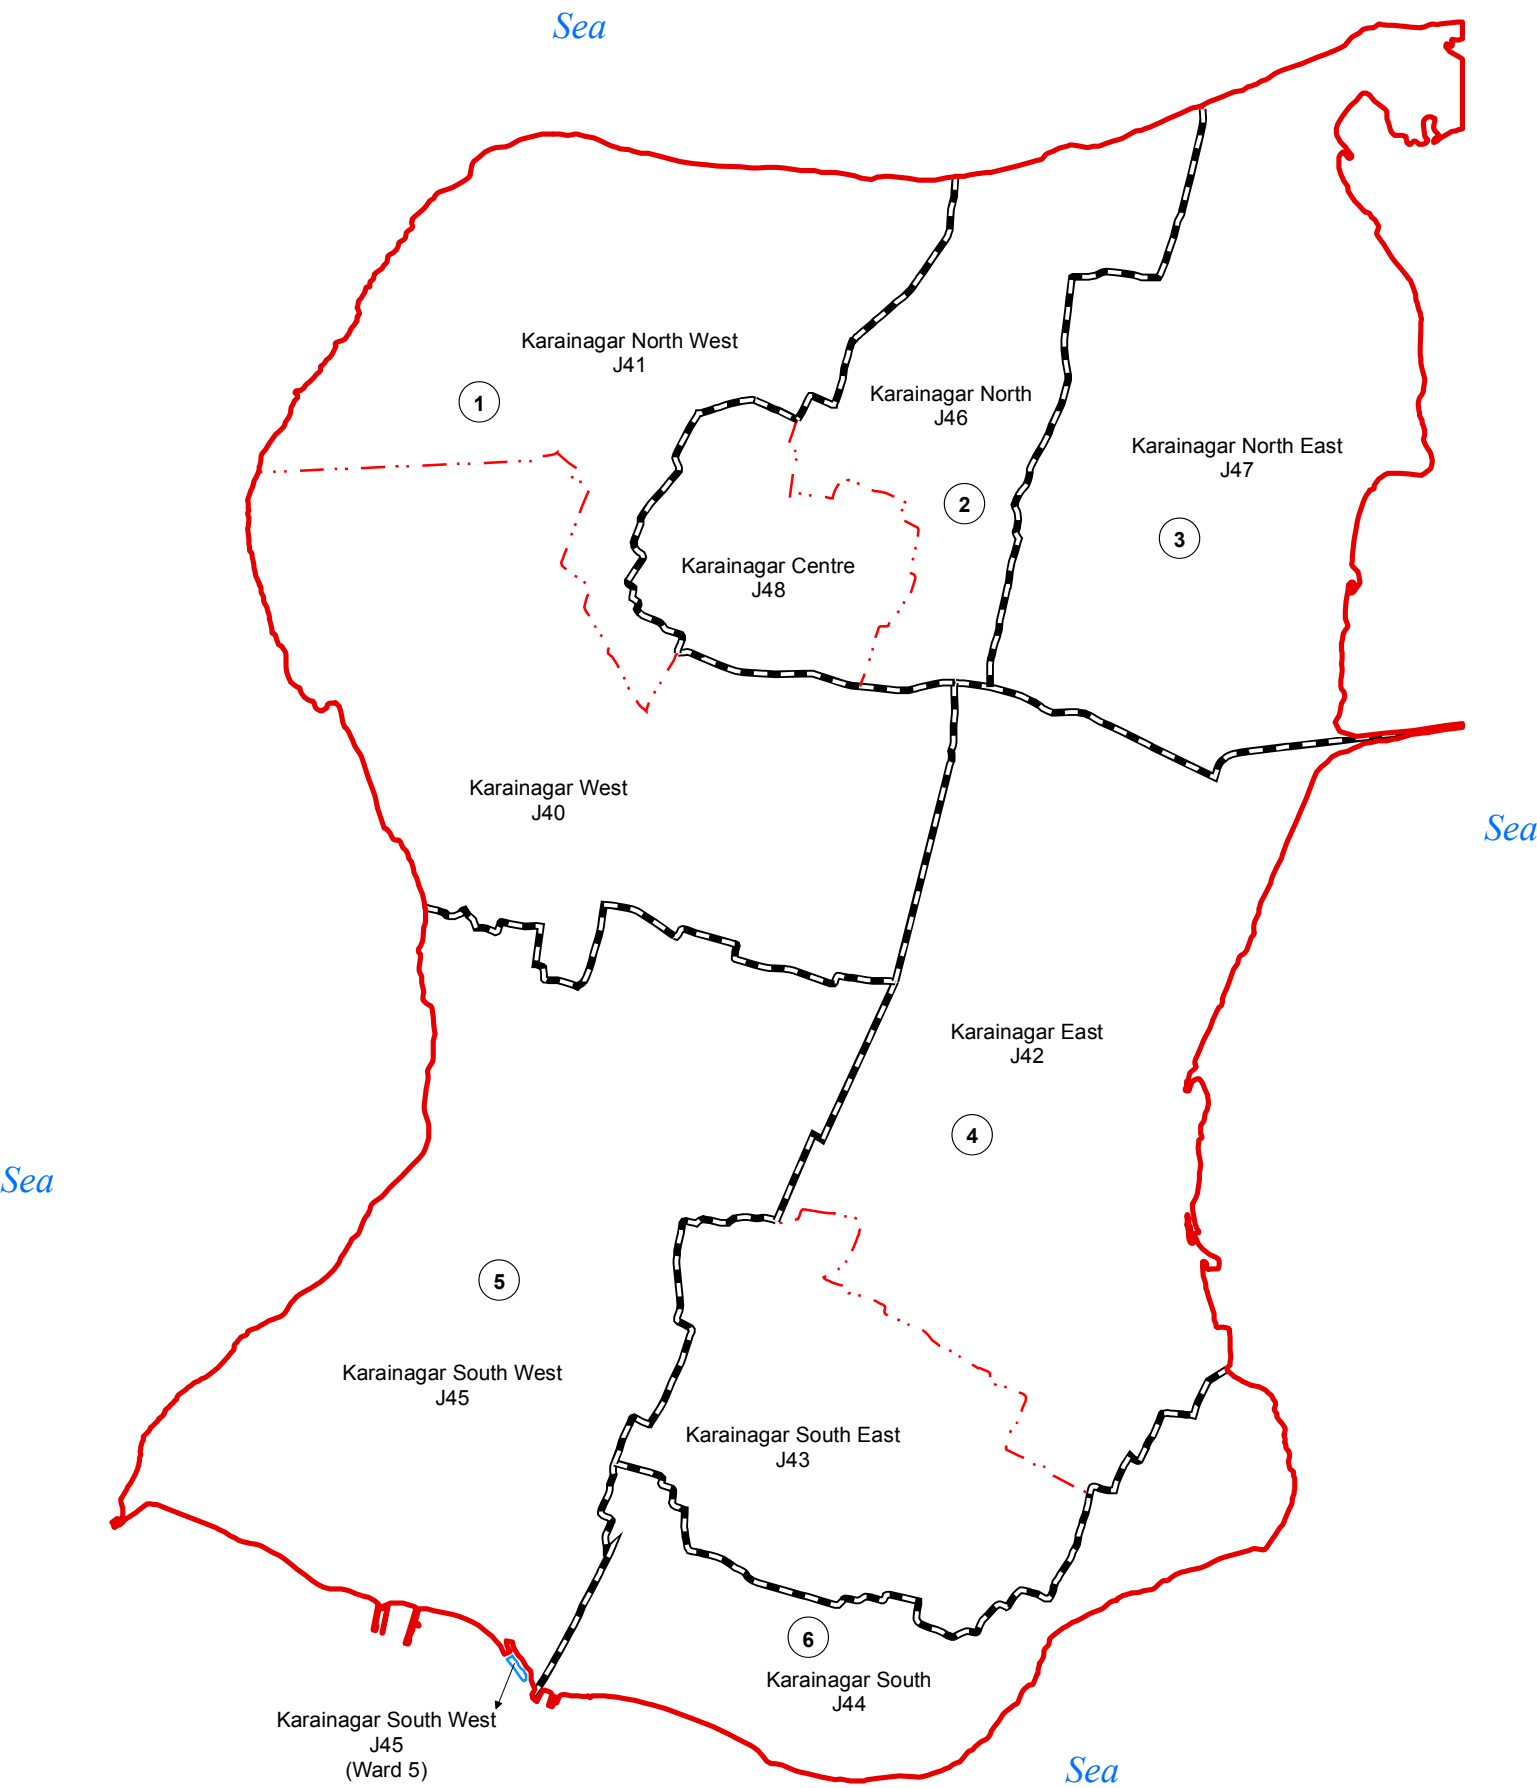 Sea
Karainagar North West
J41
1
Karainagar North
J46
2
Karainagar North East
J47
3
Karainagar Centre
J48
Karainagar West
J40
Sea
Karainagar East
J42
4
Sea
5
Karainagar South West
J45
Karainagar South East
J43
6
Karainagar South
J44
Karainagar South West
J45
(Ward 5)
Sea